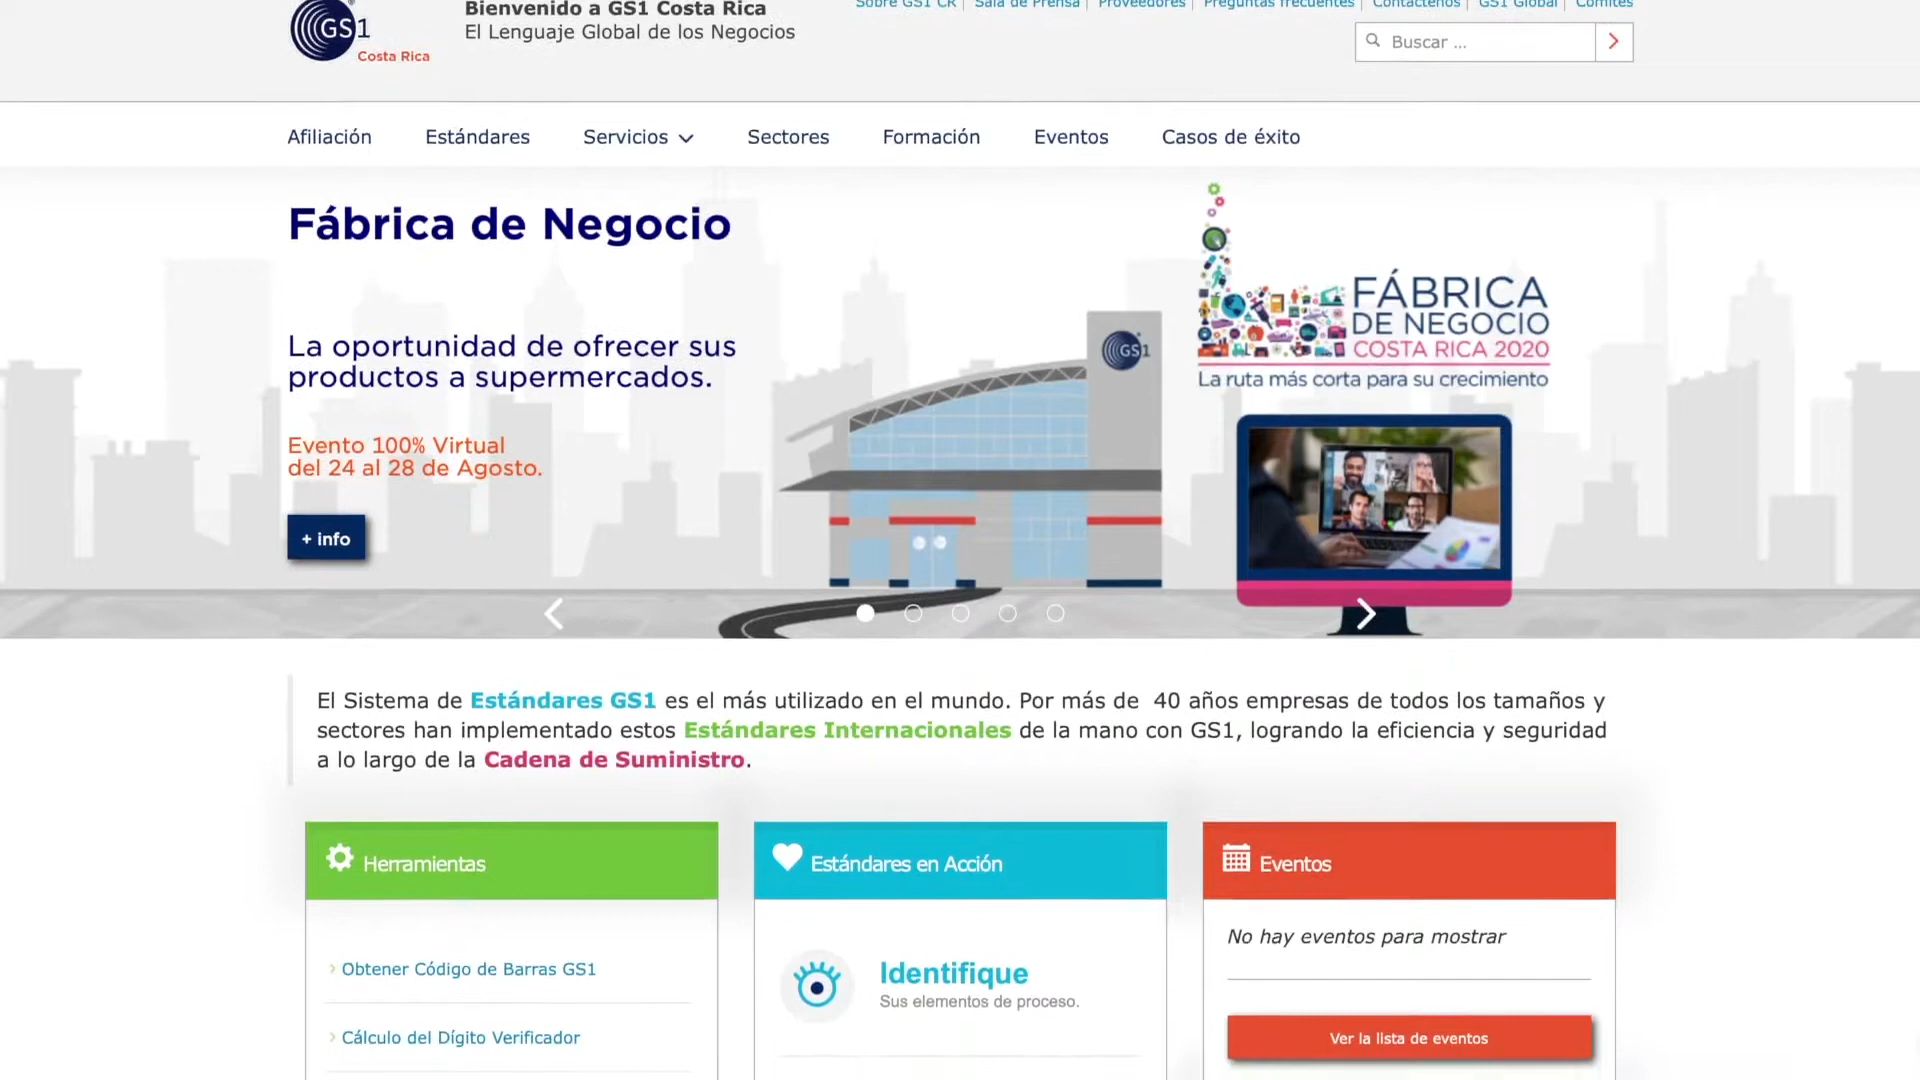 GS1
Costa Rica
Bienvenido a GS1 Costa Rica
El Lenguaje Global de los Negocios
Sobre GS1 CR | Sala de Prensa | Proveedores | Preguntas frecuentes | Contáctenos | GS1 Global | Comités
Buscar ...
Afiliación Estándares Servicios Sectores Formación Eventos Casos de éxito
Fábrica de Negocio
La oportunidad de ofrecer sus
productos a supermercados.
Evento 100% Virtual
del 24 al 28 de Agosto.
+ info
GS1
FÁBRICA
DE NEGOCIO
COSTA RICA 2020
La ruta más corta para su crecimiento
El Sistema de Estándares GS1 es el más utilizado en el mundo. Por más de 40 años empresas de todos los tamaños y
sectores han implementado estos Estándares Internacionales de la mano con GS1, logrando la eficiencia y seguridad
a lo largo de la Cadena de Suministro.
Herramientas
Obtener Código de Barras GS1
Cálculo del Dígito Verificador
Estándares en Acción
Identifique
Sus elementos de proceso.
Eventos
No hay eventos para mostrar
Ver la lista de eventos